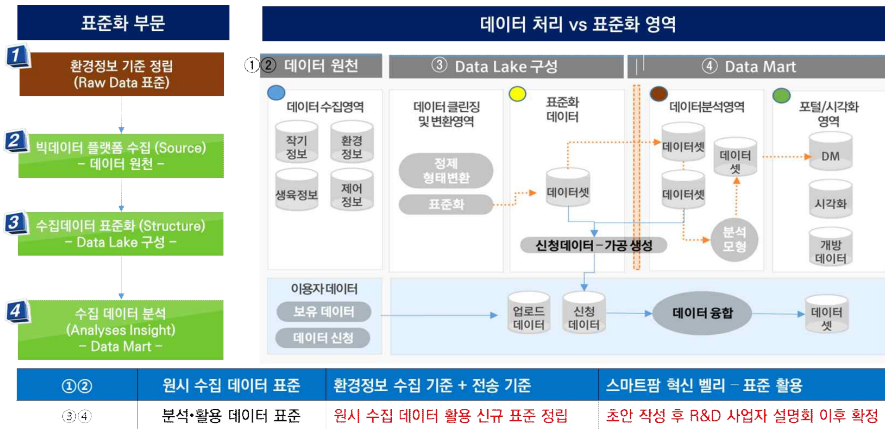 표준화 부문
1
환경정보 기준 정립
(Raw Data 표준)
2
빅데이터 플랫폼 수집 (Source)
– 데이터 원천 –
3
수집데이터 표준화 (Structure)
– Data Lake 구성 –
4
수집 데이터 분석
(Analyses Insight)
– Data Mart –
데이터 처리 vs 표준화 영역
①② 데이터 원천
③ Data Lake 구성
④ Data Mart
데이터 수집영역
작기
정보
환경
정보
생육정보
제어
정보
데이터 클린징
및 변환영역
정제
형태변환
표준화
표준화
데이터
데이터셋
데이터분석영역
데이터셋
데이터셋
데이터
셋
분석
모형
포털/시각화
영역
DM
시각화
개방
데이터
신청데이터 – 가공 생성
이용자 데이터
보유 데이터
데이터 신청
업로드
데이터
신청
데이터
데이터 융합
데이터
셋
①② 원시 수집 데이터 표준 환경정보 수집 기준 + 전송 기준 스마트팜 혁신 벨리 – 표준 활용
③④ 분석•활용 데이터 표준 원시 수집 데이터 활용 신규 표준 정립 초안 작성 후 R&D 사업자 설명회 이후 확정